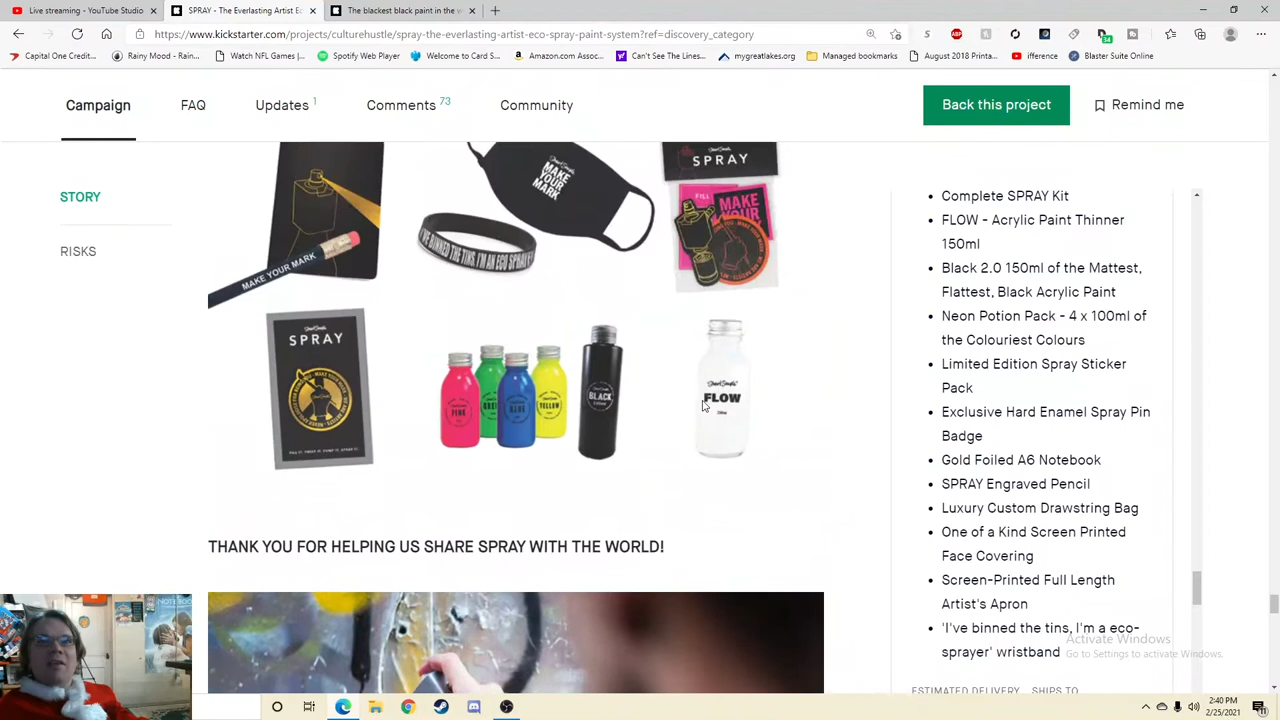 Live streaming - YouTube Studio
SPRAY - The Everlasting Artist Ec
The blackest black paint in the w
https://www.kickstarter.com/projects/culturehustle/spray-the-everlasting-artist-eco-spray-paint-system?ref=discovery_category
Capital One Credit...
Rainy Mood - Rain...
Watch NFL Games |...
Spotify Web Player
Welcome to Card S...
Amazon.com Assoc...
Can't See The Lines...
mygreatlakes.org
August 2018 Printa...
ifference
Blaster Suite Online
Campaign
FAQ
Updates 1
Comments 73
Community
Back this project
Remind me
STORY
RISKS
MAKE YOUR MARK
MAKE YOUR MARK
I'VE BINNED THE TINS, I'M AN ECO SPRAY
SPRAY
FILL
MAKE YOUR
SPRAY
PINK
BLUE
YELLOW
BLACK
FLOW
THANK YOU FOR HELPING US SHARE SPRAY WITH THE WORLD!
Complete SPRAY Kit
FLOW - Acrylic Paint Thinner
150ml
Black 2.0 150ml of the Mattest,
Flattest, Black Acrylic Paint
Neon Potion Pack - 4 x 100ml of
the Colouriest Colours
Limited Edition Spray Sticker
Pack
Exclusive Hard Enamel Spray Pin
Badge
Gold Foiled A6 Notebook
SPRAY Engraved Pencil
Luxury Custom Drawstring Bag
One of a Kind Screen Printed
Face Covering
Screen-Printed Full Length
Artist's Apron
'I've binned the tins, I'm a eco-
sprayer' wristband
ESTIMATED DELIVERY
SHIPS TO
Activate Windows
Go to Settings to activate Windows.
2:40 PM
2/25/2021